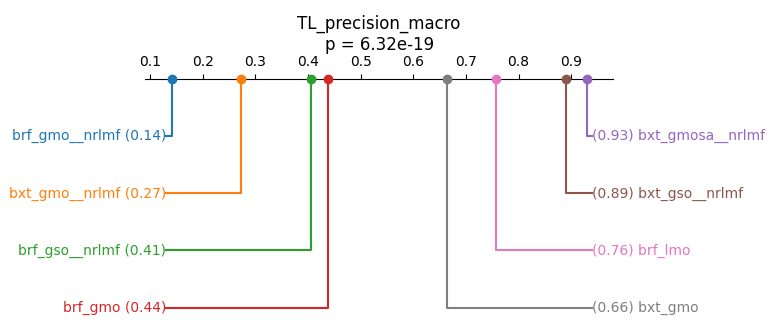 TL_precision_macro
p = 6.32e-19
0.1 0.2 0.3 0.4 0.5 0.6 0.7 0.8 0.9
brf_gmo__nrlmf (0.14)
(0.93) bxt_gmosa__nrlmf
bxt_gmo__nrlmf (0.27)
(0.89) bxt_gso__nrlmf
brf_gso__nrlmf (0.41)
(0.76) brf_lmo
brf_gmo (0.44)
(0.66) bxt_gmo